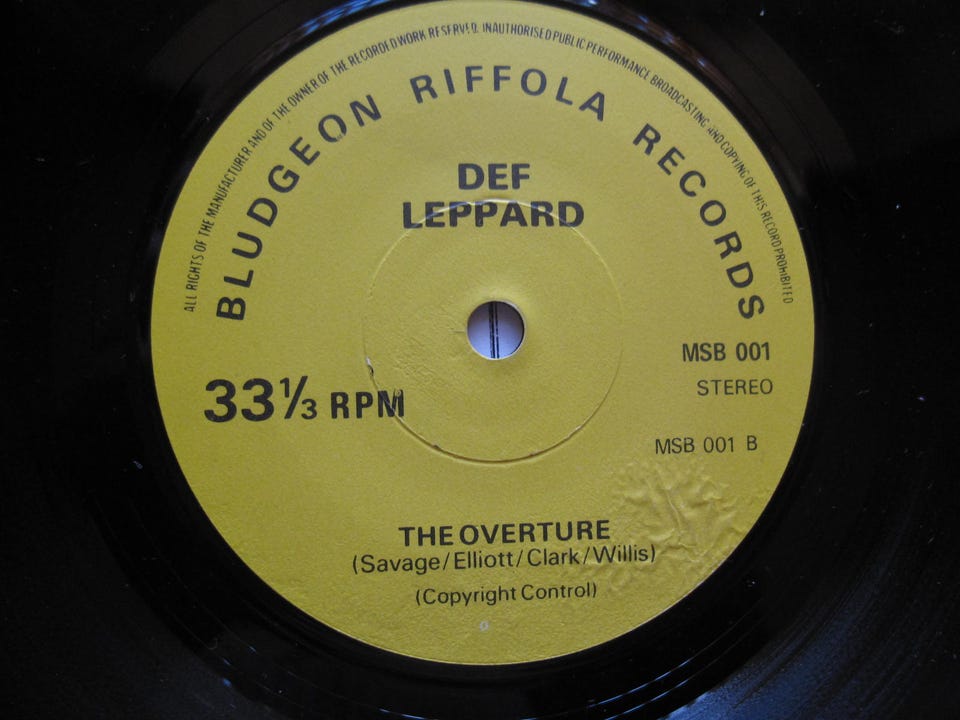 ALL RIGHTS OF THE MANUFACTURER AND OF THE OWNER OF THE RECORDED WORK RESERVED. INAUTHORISED PUBLIC PERFORMANCE BROADCASTING AND COPYING OF THIS RECORD PROHIBITED
BLUDGEON RIFFOLA RECORDS
DEF
LEPPARD
MSB 001
STEREO
33⅓ RPM
MSB 001 B
THE OVERTURE
(Savage/Elliott/Clark/Willis)
(Copyright Control)